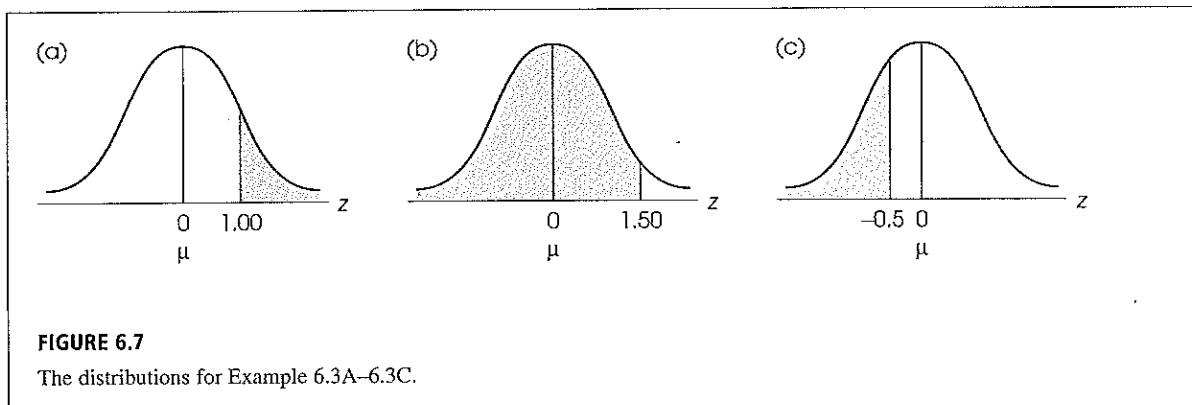 (a)
0 1.00 z
μ
(b)
0 1.50 z
μ
(c)
−0.5 0 z
μ
FIGURE 6.7
The distributions for Example 6.3A–6.3C.